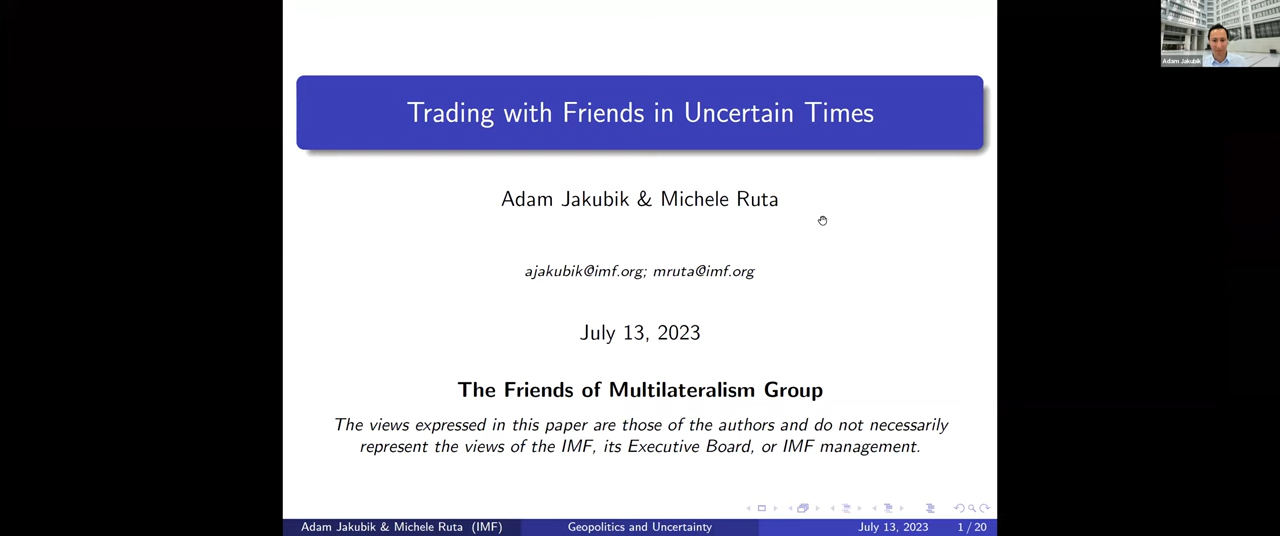 Adam Jakubik
Trading with Friends in Uncertain Times
Adam Jakubik & Michele Ruta
ajakubik@imf.org; mruta@imf.org
July 13, 2023
The Friends of Multilateralism Group
The views expressed in this paper are those of the authors and do not necessarily
represent the views of the IMF, its Executive Board, or IMF management.
Adam Jakubik & Michele Ruta (IMF) Geopolitics and Uncertainty July 13, 2023 1 / 20